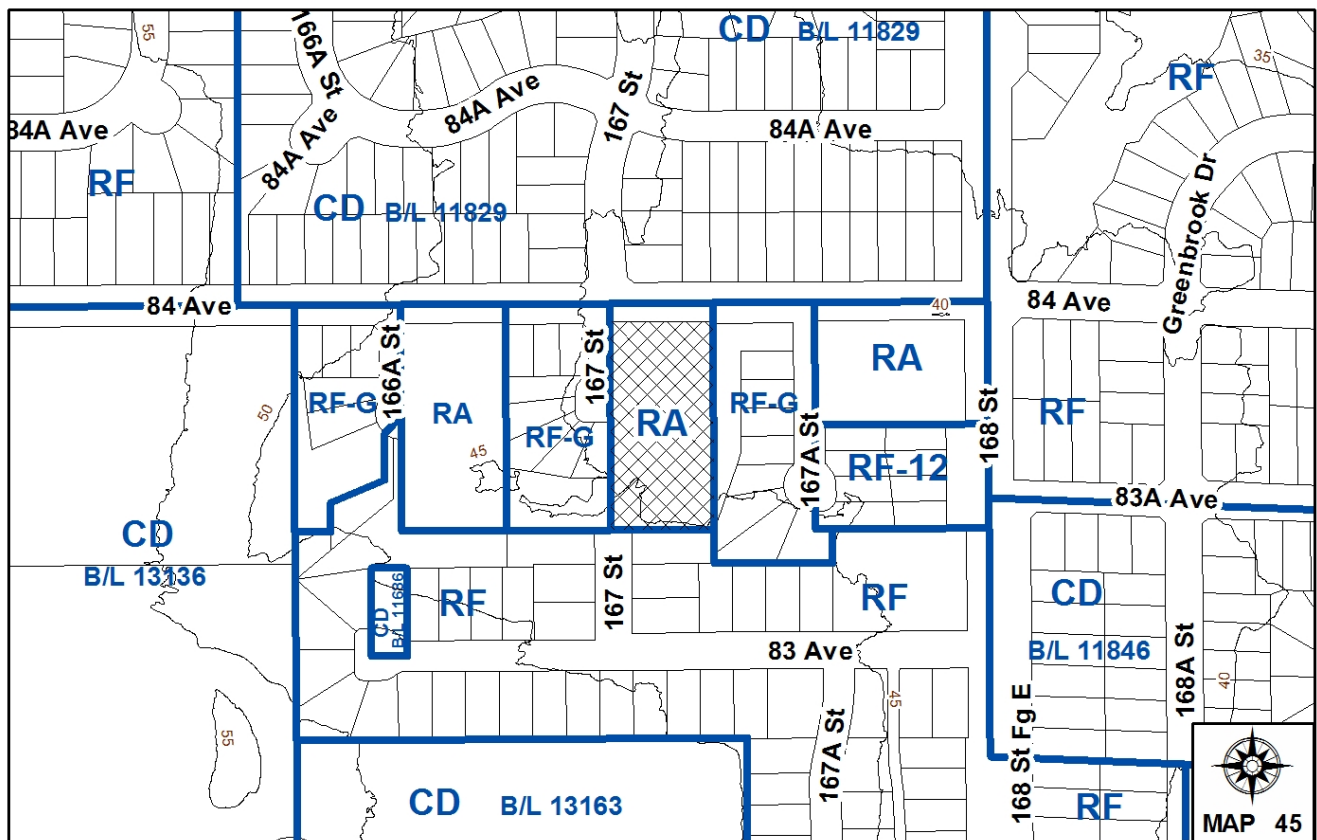 55
166A St
CD B/L 11829
35
RF
84A Ave
167 St
84A Ave
84A Ave
84A Ave
RF
CD B/L 11829
Greenbrook Dr
84 Ave
40
84 Ave
166A St
167 St
RA
RF-G
RA
RF-G
RA
RF-G
168 St
RF
50
45
167A St
RF-12
83A Ave
CD
B/L 13136
167 St
CD
B/L 11686
RF
RF
CD
B/L 11846
83 Ave
168A St
40
45
55
167A St
168 St Fg E
CD B/L 13163
RF
MAP 45